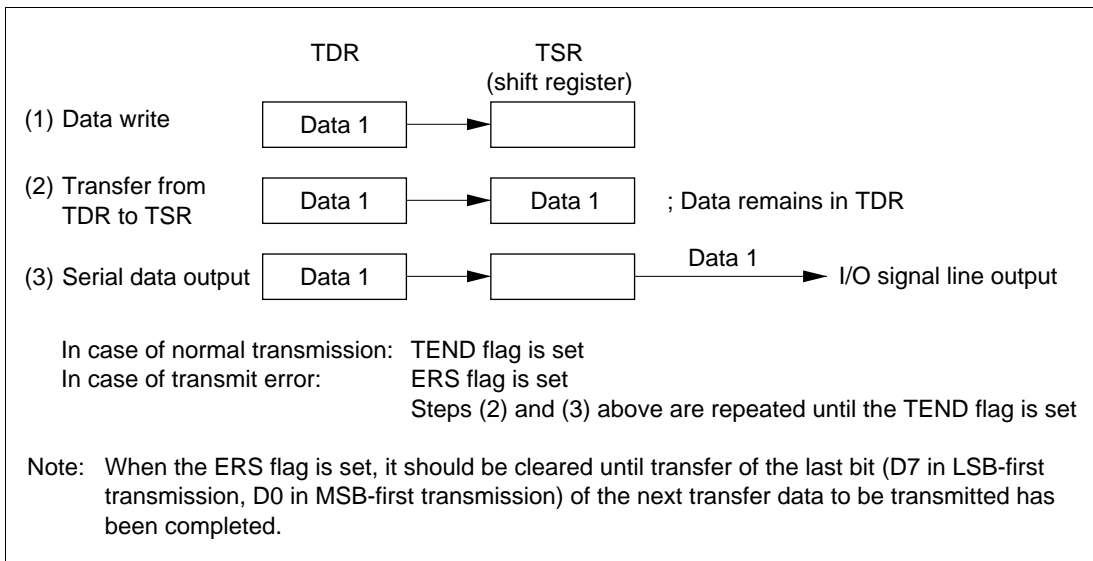 TDR
TSR
(shift register)
(1) Data write
Data 1
(2) Transfer from
TDR to TSR
Data 1
Data 1
; Data remains in TDR
(3) Serial data output
Data 1
Data 1
I/O signal line output
In case of normal transmission: TEND flag is set
In case of transmit error: ERS flag is set
Steps (2) and (3) above are repeated until the TEND flag is set
Note: When the ERS flag is set, it should be cleared until transfer of the last bit (D7 in LSB-first
transmission, D0 in MSB-first transmission) of the next transfer data to be transmitted has
been completed.